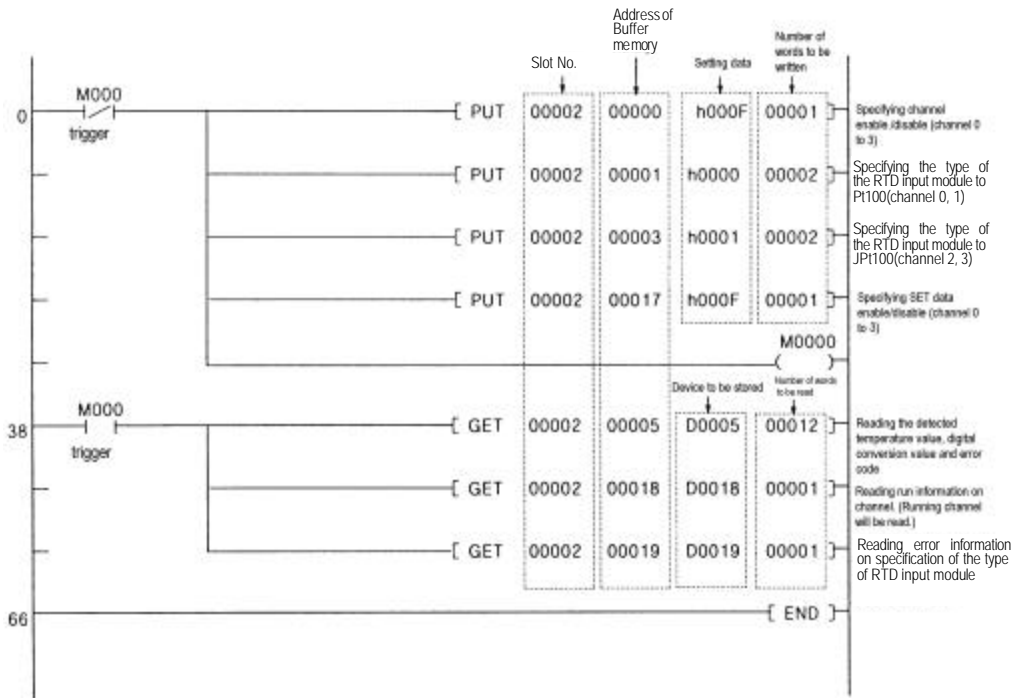 Address of
Buffer
memory
Number of
words to be
written
Slot No.
Setting data
M000
0
trigger
[ PUT 00002 00000 h000F 00001 ]
Specifying channel
enable /disable (channel 0
to 3)
[ PUT 00002 00001 h0000 00002 ]
Specifying the type of
the RTD input module to
Pt100(channel 0, 1)
[ PUT 00002 00003 h0001 00002 ]
Specifying the type of
the RTD input module to
JPt100(channel 2, 3)
[ PUT 00002 00017 h000F 00001 ]
Specifying SET data
enable/disable (channel 0
to 3)
M0000
( )
Device to be stored
Number of words
to be read
M000
38
trigger
[ GET 00002 00005 D0005 00012 ]
Reading the detected
temperature value, digital
conversion value and error
code
[ GET 00002 00018 D0018 00001 ]
Reading run information on
channel. (Running channel
will be read.)
[ GET 00002 00019 D0019 00001 ]
Reading error information
on specification of the type
of RTD input module
66
[ END ]